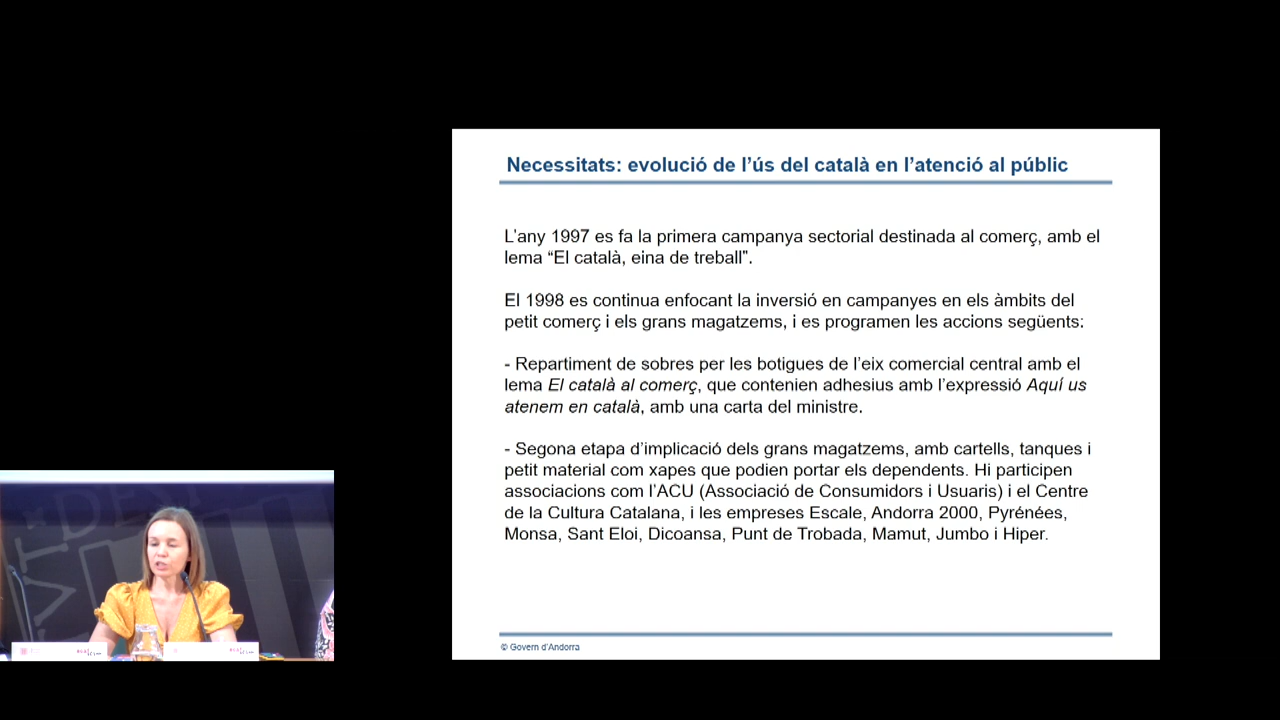 Necessitats: evolució de l'ús del català en l'atenció al públic
L'any 1997 es fa la primera campanya sectorial destinada al comerç, amb el
lema “El català, eina de treball”.
El 1998 es continua enfocant la inversió en campanyes en els àmbits del
petit comerç i els grans magatzems, i es programen les accions següents:
- Repartiment de sobres per les botigues de l'eix comercial central amb el
lema El català al comerç, que contenien adhesius amb l'expressió Aquí us
atenem en català, amb una carta del ministre.
- Segona etapa d'implicació dels grans magatzems, amb cartells, tanques i
petit material com xapes que podien portar els dependents. Hi participen
associacions com l'ACU (Associació de Consumidors i Usuaris) i el Centre
de la Cultura Catalana, i les empreses Escale, Andorra 2000, Pyrénées,
Monsa, Sant Eloi, Dicoansa, Punt de Trobada, Mamut, Jumbo i Hiper.
© Govern d'Andorra